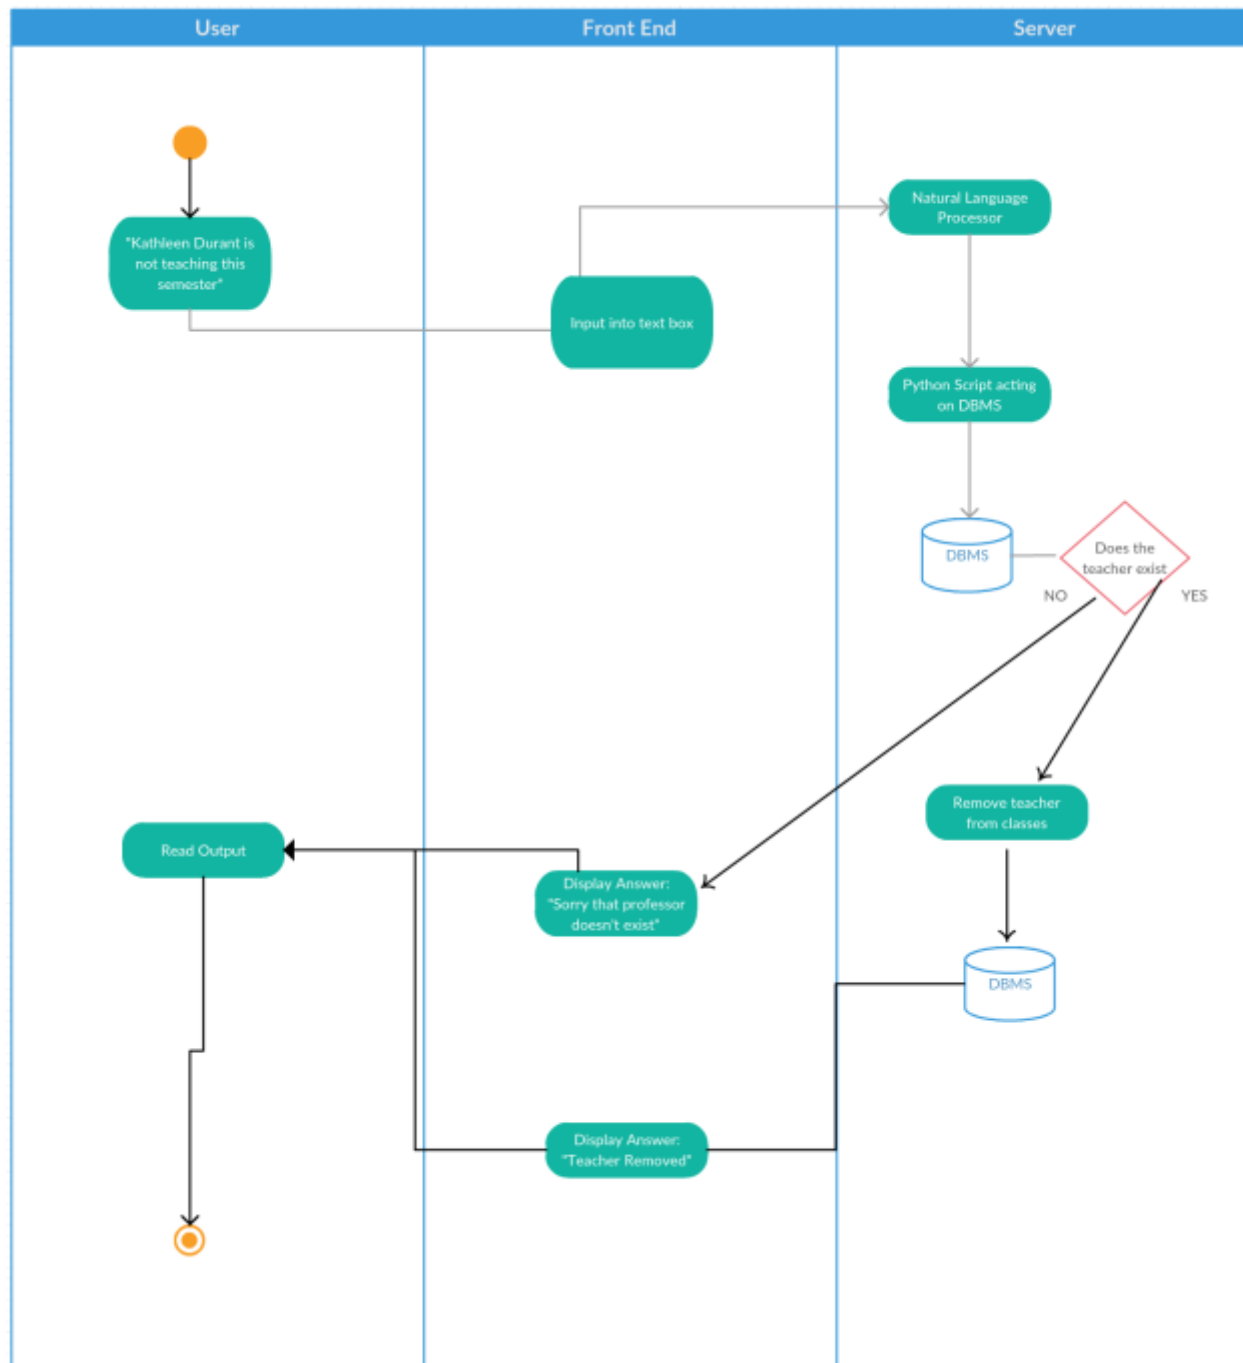 User
Front End
Server
"Kathleen Durant is
not teaching this
semester"
Input into text box
Natural Language
Processor
Python Script acting
on DBMS
DBMS
Does the
teacher exist
NO
YES
Remove teacher
from classes
Read Output
Display Answer:
"Sorry that professor
doesn't exist"
DBMS
Display Answer:
"Teacher Removed"